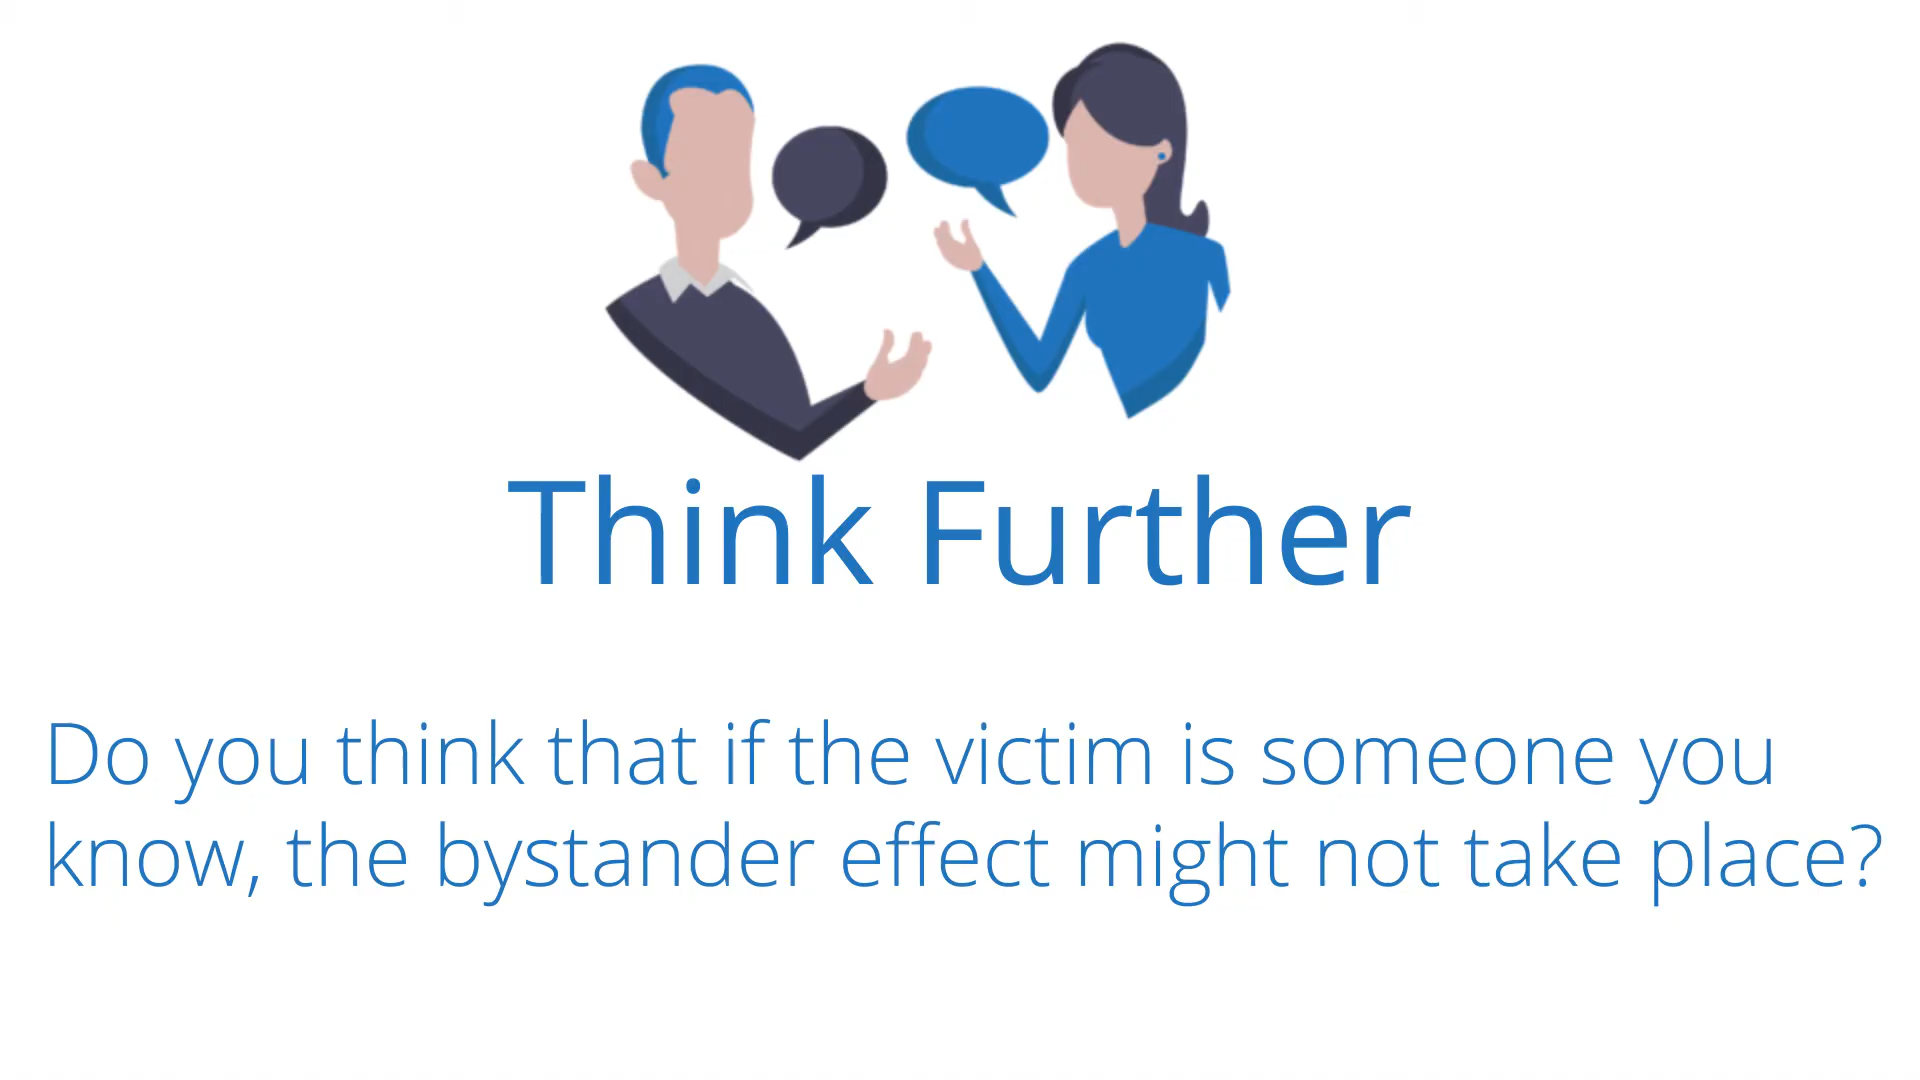 Think Further
Do you think that if the victim is someone you
know, the bystander effect might not take place?